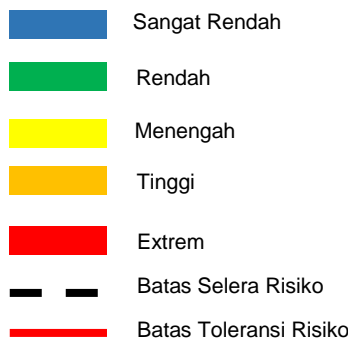 Sangat Rendah
Rendah
Menengah
Tinggi
Extrem
Batas Selera Risiko
Batas Toleransi Risiko